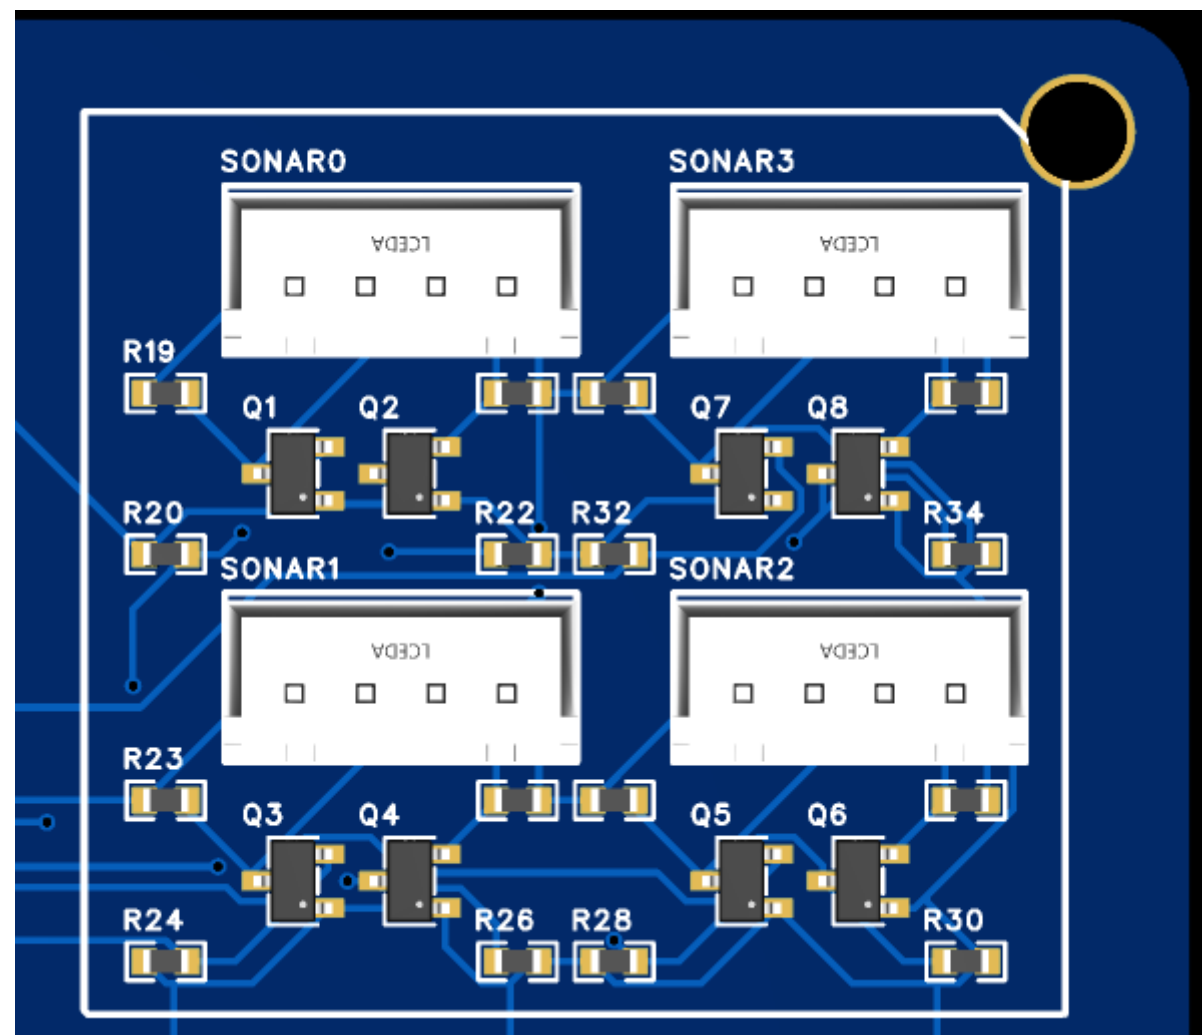 SONAR0 SONAR3
LCEDA LCEDA
R19
Q1 Q2 Q7 Q8
R20 R22 R32 R34
SONAR1 SONAR2
LCEDA LCEDA
R23
Q3 Q4 Q5 Q6
R24 R26 R28 R30